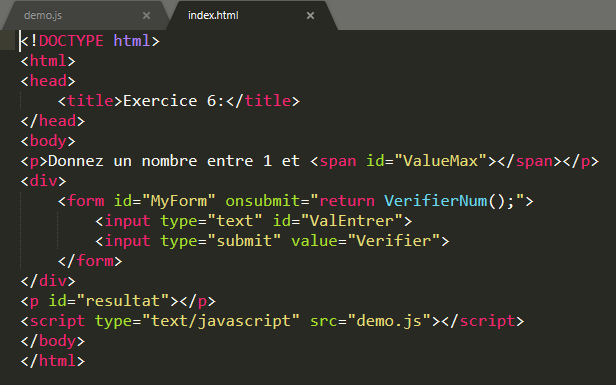 demo.js × index.html ×
<!DOCTYPE html>
<html>
<head>
    <title>Exercice 6:</title>
</head>
<body>
<p>Donnez un nombre entre 1 et <span id="ValueMax"></span></p>
<div>
    <form id="MyForm" onsubmit="return VerifierNum();">
        <input type="text" id="ValEntrer">
        <input type="submit" value="Verifier">
    </form>
</div>
<p id="resultat"></p>
<script type="text/javascript" src="demo.js"></script>
</body>
</html>